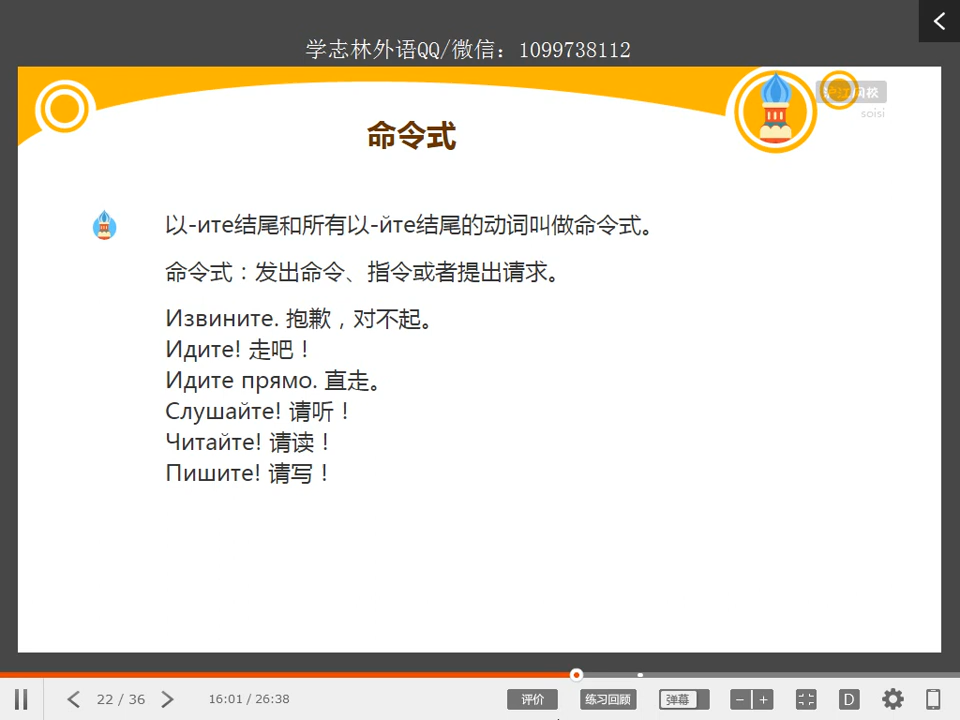 学志林外语QQ/微信：1099738112
沪江网校
soisi
命令式
以-ите结尾和所有以-йте结尾的动词叫做命令式。
命令式：发出命令、指令或者提出请求。
Извините. 抱歉，对不起。
Идите! 走吧！
Идите прямо. 直走。
Слушайте! 请听！
Читайте! 请读！
Пишите! 请写！
22 / 36
16:01 / 26:38
评价
练习回顾
弹幕
D